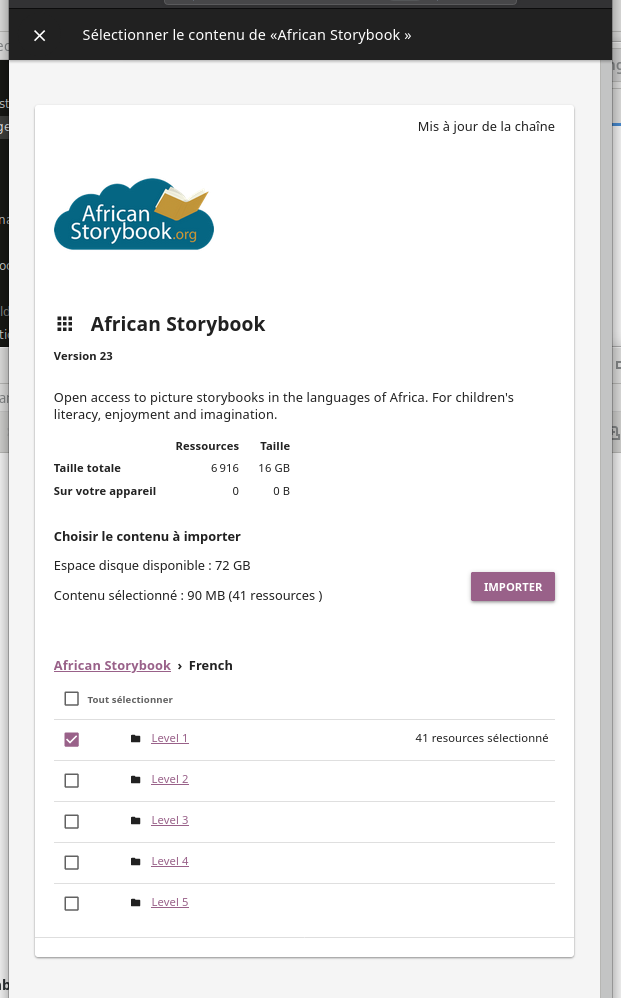 Sélectionner le contenu de «African Storybook »
Mis à jour de la chaîne
African
Storybook.org
African Storybook
Version 23
Open access to picture storybooks in the languages of Africa. For children's
literacy, enjoyment and imagination.
Ressources Taille
Taille totale 6 916 16 GB
Sur votre appareil 0 0 B
Choisir le contenu à importer
Espace disque disponible : 72 GB
IMPORTER
Contenu sélectionné : 90 MB (41 ressources )
African Storybook › French
Tout sélectionner
Level 1 41 resources sélectionné
Level 2
Level 3
Level 4
Level 5